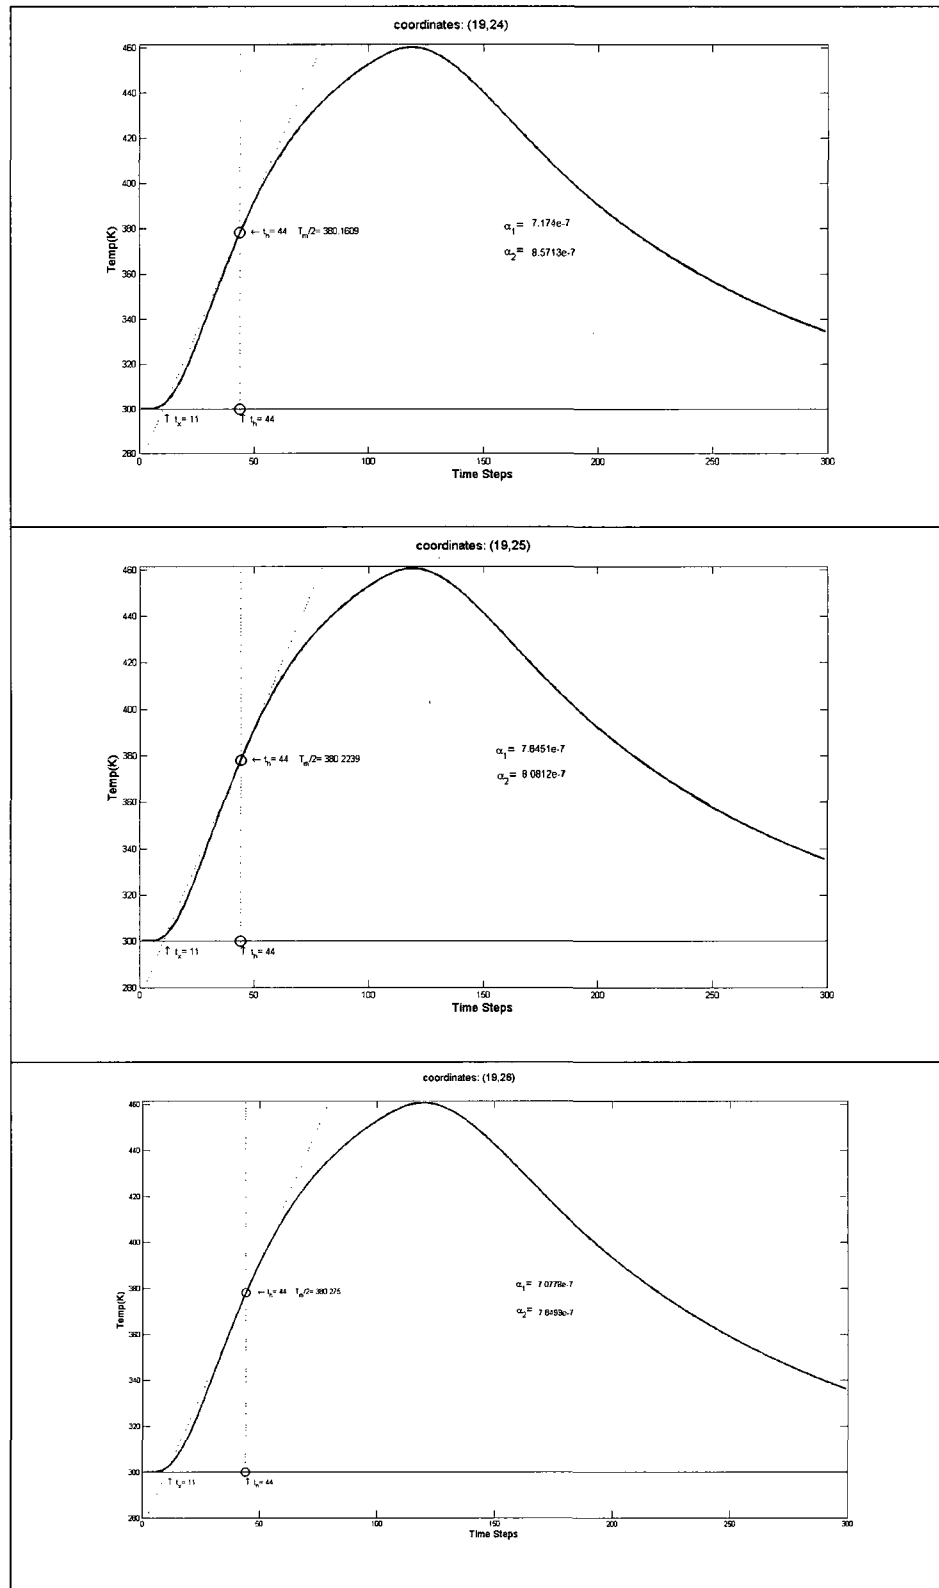 coordinates: (19,24)
460
440
420
400
380
360
340
320
300
280
Temp(K)
← t_h= 44 T_m/2= 380.1609
α_1= 7.174e-7
α_2= 8.5713e-7
↑ t_x= 11
↑ t_h= 44
0 50 100 150 200 250 300
Time Steps
coordinates: (19,25)
460
440
420
400
380
360
340
320
300
280
Temp(K)
← t_h= 44 T_m/2= 380.2239
α_1=
α_2= 8.0812e-7
↑ t_x= 11
↑ t_h= 44
0 50 100 150 200 250 300
Time Steps
coordinates: (19,26)
460
440
420
400
380
360
340
320
300
280
Temp(K)
← t_h= 44 T_m/2= 380.275
α_1= 7.0778e-7
α_2=
↑ t_x= 11
↑ t_h= 44
0 50 100 150 200 250 300
Time Steps